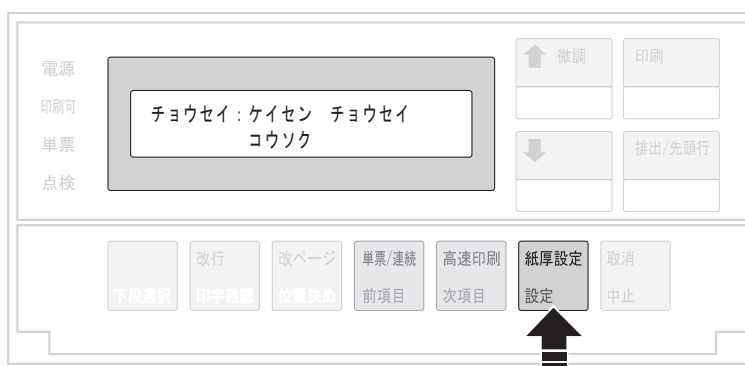 電源
印刷可
単票
点検
チョウセイ：ケイセン　チョウセイ
コウソク
微調
印刷
排出/先頭行
下段選択
改行
印字確認
改ページ
位置決め
単票/連続
前項目
高速印刷
次項目
紙厚設定
設定
取消
中止